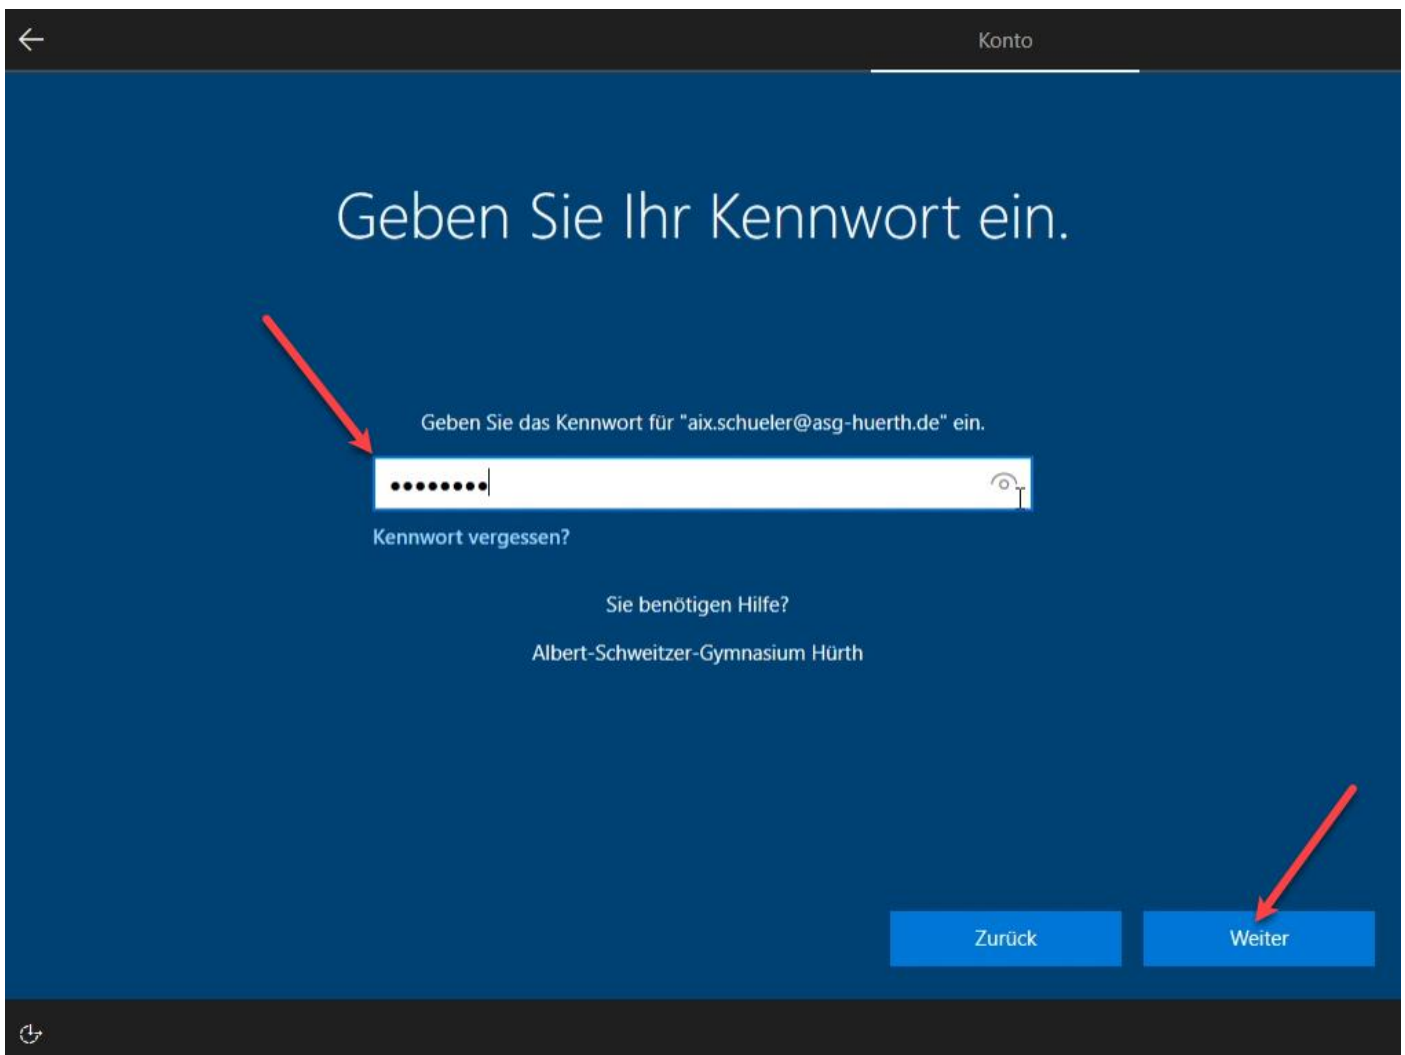 Konto
Geben Sie Ihr Kennwort ein.
Geben Sie das Kennwort für "aix.schueler@asg-huerth.de" ein.
••••••••
Kennwort vergessen?
Sie benötigen Hilfe?
Albert-Schweitzer-Gymnasium Hürth
Zurück
Weiter